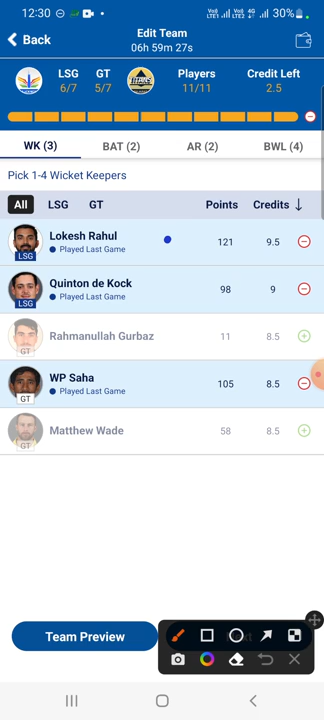 12:30 30%
Edit Team
Back
06h 59m 27s
LSG GT Players Credit Left
6/7 5/7 11/11 2.5
WK (3) BAT (2) AR (2) BWL (4)
Pick 1-4 Wicket Keepers
All LSG GT Points Credits ↓
Lokesh Rahul
Played Last Game
121 9.5
LSG
Quinton de Kock
Played Last Game
98 9
LSG
Rahmanullah Gurbaz 11 8.5
GT
WP Saha
Played Last Game
105 8.5
GT
Matthew Wade 58 8.5
GT
Team Preview